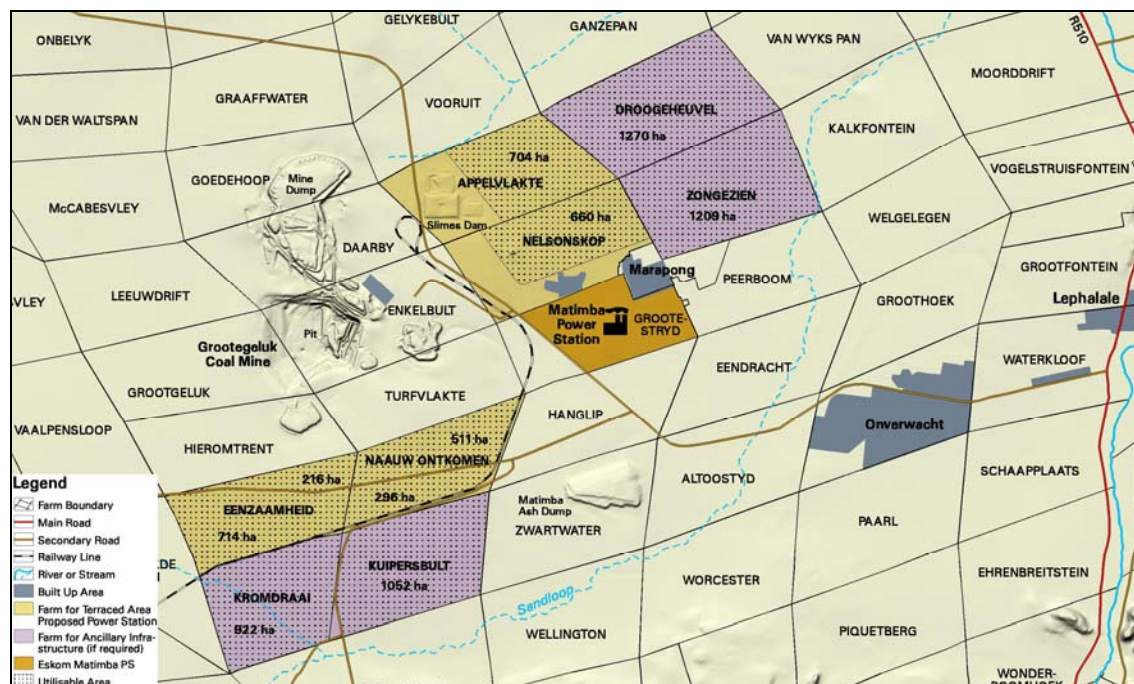 GELYKEBULT
GANZEPAN
R510
ONBELYK
VAN WYKS PAN
MOORDDRIFT
GRAAFFWATER
VOORUIT
DROOGEHEUVEL
1270 ha
VAN DER WALTSPAN
KALKFONTEIN
704 ha
VOGELSTRUISFONTEIN
GOEDEHOOP
Mine
Dump
APPELVLAKTE
ZONGEZIEN
1209 ha
McCABESVLEY
660 ha
WELGELEGEN
Slimes Dam
DAARBY
NELSONSKOP
GROOTFONTEIN
Marapong
PEERBOOM
LEEUWDRIFT
SVLEY
GROOTHOEK
Lephalale
ENKELBULT
Matimba
Power
Station
GROOTE-
STRYD
Pit
Grootegeluk
Coal Mine
WATERKLOOF
EENDRACHT
GROOTGELUK
TURFVLAKTE
HANGLIP
Onverwacht
VAALPENSLOOP
HIEROMTRENT
511 ha
NAAUW ONTKOMEN
SCHAAPPLAATS
216 ha
296 ha
ALTOOSTYD
Matimba
Ash Dump
EENZAAMHEID
714 ha
ZWARTWATER
PAARL
KUIPERSBULT
1052 ha
DE
EHRENBREITSTEIN
WORCESTER
KROMDRAAI
922 ha
Sandloop
WELLINGTON
PIQUETBERG
WONDER-
BOOMHOEK
Legend
Farm Boundary
Main Road
Secondary Road
Railway Line
River or Stream
Built Up Area
Farm for Terraced Area
Proposed Power Station
Farm for Ancillary Infra-
structure (if required)
Eskom Matimba PS
Utilisable Area